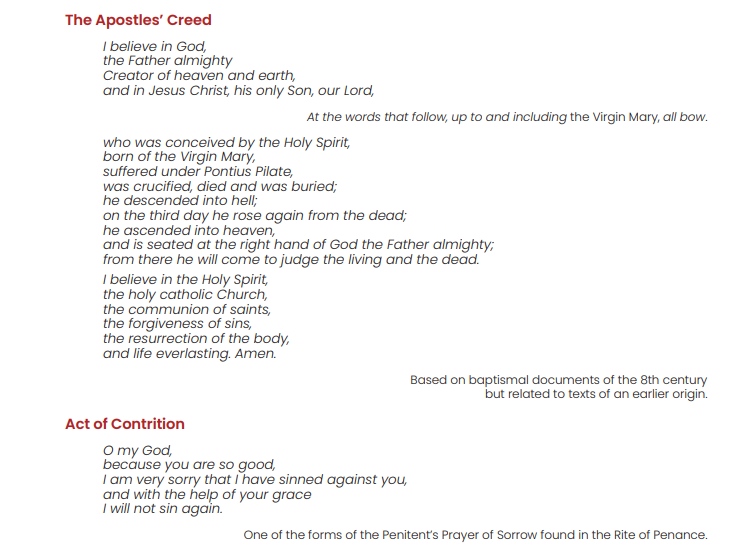 The Apostles’ Creed
I believe in God,
the Father almighty
Creator of heaven and earth,
and in Jesus Christ, his only Son, our Lord,
At the words that follow, up to and including the Virgin Mary, all bow.
who was conceived by the Holy Spirit,
born of the Virgin Mary,
suffered under Pontius Pilate,
was crucified, died and was buried;
he descended into hell;
on the third day he rose again from the dead;
he ascended into heaven,
and is seated at the right hand of God the Father almighty;
from there he will come to judge the living and the dead.
I believe in the Holy Spirit,
the holy catholic Church,
the communion of saints,
the forgiveness of sins,
the resurrection of the body,
and life everlasting. Amen.
Based on baptismal documents of the 8th century
but related to texts of an earlier origin.
Act of Contrition
O my God,
because you are so good,
I am very sorry that I have sinned against you,
and with the help of your grace
I will not sin again.
One of the forms of the Penitent’s Prayer of Sorrow found in the Rite of Penance.